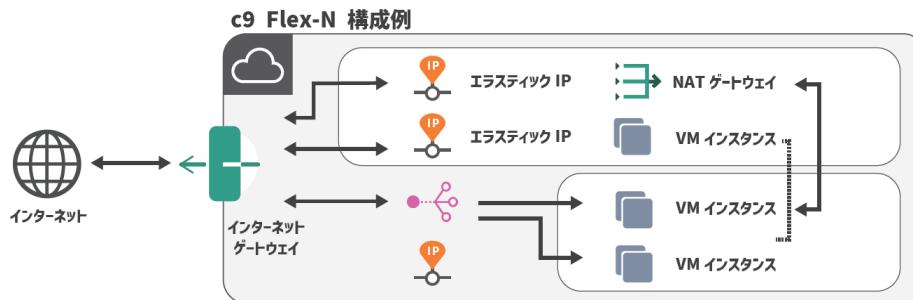 c9 Flex-N 構成例
IP
エラスティック IP
NAT ゲートウェイ
IP
エラスティック IP
VM インスタンス
インターネット
インターネット
ゲートウェイ
VM インスタンス
IP
VM インスタンス